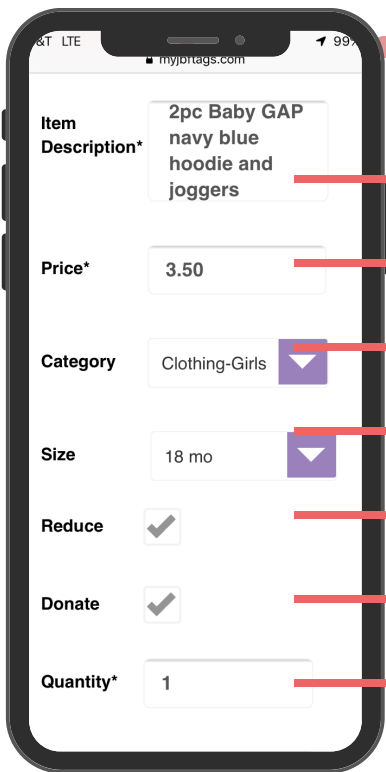 &T LTE 99%
myjbftags.com
Item
Description*
2pc Baby GAP
navy blue
hoodie and
joggers
Price* 3.50
Category Clothing-Girls
Size 18 mo
Reduce
Donate
Quantity* 1